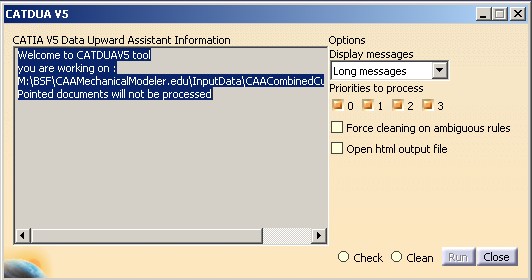 CATDUA V5
CATIA V5 Data Upward Assistant Information
Welcome to CATDUAV5 tool
you are working on :
M:\BSF\CAAMechanicalModeler.edu\InputData\CAACombinedCu
Pointed documents will not be processed
Options
Display messages
Long messages
Priorities to process
0 1 2 3
Force cleaning on ambiguous rules
Open html output file
Check Clean Run Close